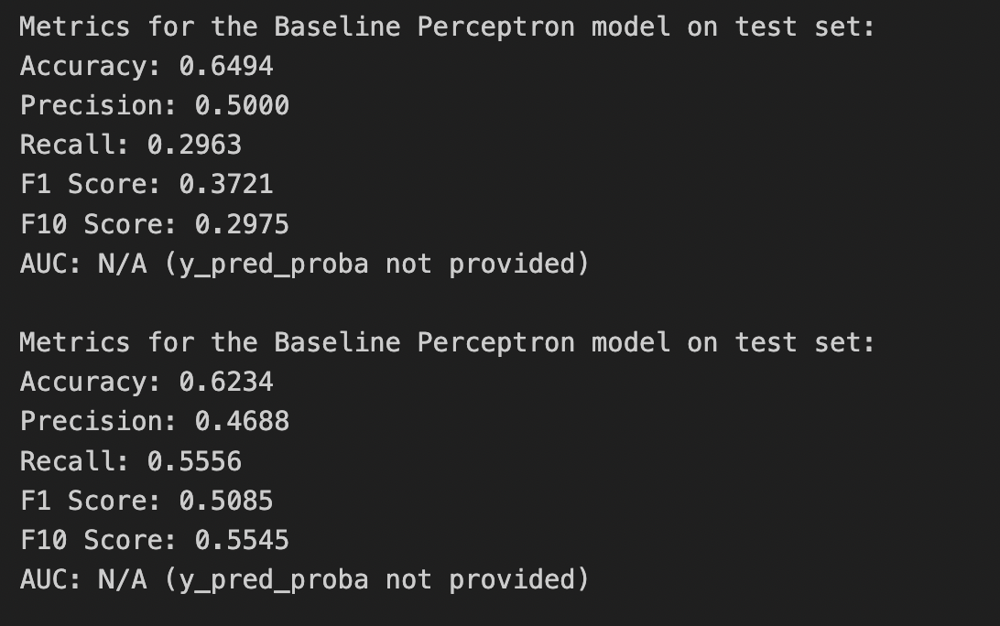 Metrics for the Baseline Perceptron model on test set:
Accuracy: 0.6494
Precision: 0.5000
Recall: 0.2963
F1 Score: 0.3721
F10 Score: 0.2975
AUC: N/A (y_pred_proba not provided)
Metrics for the Baseline Perceptron model on test set:
Accuracy: 0.6234
Precision: 0.4688
Recall: 0.5556
F1 Score: 0.5085
F10 Score: 0.5545
AUC: N/A (y_pred_proba not provided)